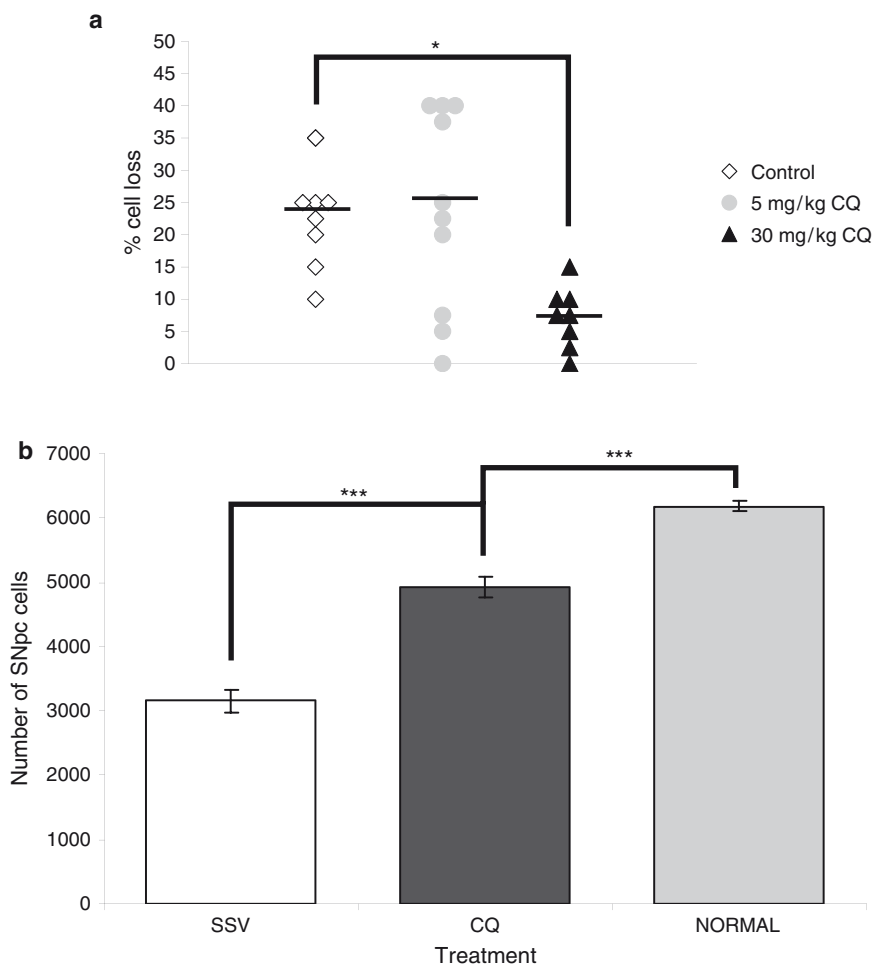 a
50
45
40
35
30
25
20
15
10
5
0
% cell loss
*
Control
5 mg/kg CQ
30 mg/kg CQ
b
7000
6000
5000
4000
3000
2000
1000
0
Number of SNpc cells
***
***
SSV
CQ
NORMAL
Treatment